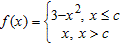 f(x) = { 3−x², x ≤ c
x, x > c